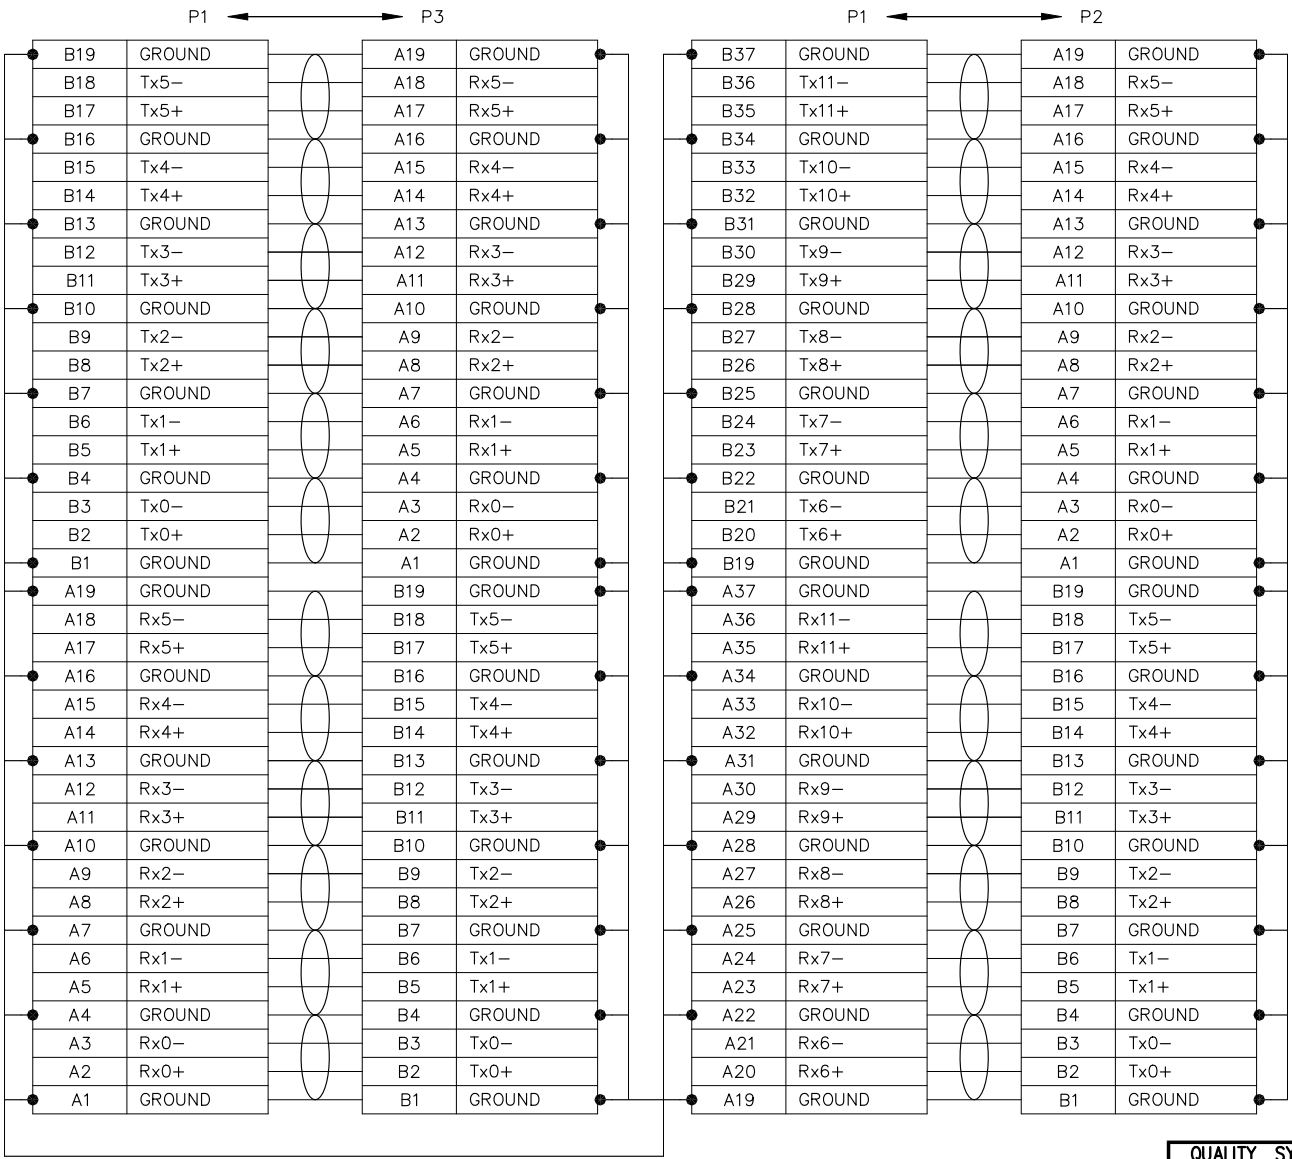 P1 P3 P1 P2
B19 GROUND A19 GROUND B37 GROUND A19 GROUND
B18 Tx5− A18 Rx5− B36 Tx11− A18 Rx5−
B17 Tx5+ A17 Rx5+ B35 Tx11+ A17 Rx5+
B16 GROUND A16 GROUND B34 GROUND A16 GROUND
B15 Tx4− A15 Rx4− B33 Tx10− A15 Rx4−
B14 Tx4+ A14 Rx4+ B32 Tx10+ A14 Rx4+
B13 GROUND A13 GROUND B31 GROUND A13 GROUND
B12 Tx3− A12 Rx3− B30 Tx9− A12 Rx3−
B11 Tx3+ A11 Rx3+ B29 Tx9+ A11 Rx3+
B10 GROUND A10 GROUND B28 GROUND A10 GROUND
B9 Tx2− A9 Rx2− B27 Tx8− A9 Rx2−
B8 Tx2+ A8 Rx2+ B26 Tx8+ A8 Rx2+
B7 GROUND A7 GROUND B25 GROUND A7 GROUND
B6 Tx1− A6 Rx1− B24 Tx7− A6 Rx1−
B5 Tx1+ A5 Rx1+ B23 Tx7+ A5 Rx1+
B4 GROUND A4 GROUND B22 GROUND A4 GROUND
B3 Tx0− A3 Rx0− B21 Tx6− A3 Rx0−
B2 Tx0+ A2 Rx0+ B20 Tx6+ A2 Rx0+
B1 GROUND A1 GROUND B19 GROUND A1 GROUND
A19 GROUND B19 GROUND A37 GROUND B19 GROUND
A18 Rx5− B18 Tx5− A36 Rx11− B18 Tx5−
A17 Rx5+ B17 Tx5+ A35 Rx11+ B17 Tx5+
A16 GROUND B16 GROUND A34 GROUND B16 GROUND
A15 Rx4− B15 Tx4− A33 Rx10− B15 Tx4−
A14 Rx4+ B14 Tx4+ A32 Rx10+ B14 Tx4+
A13 GROUND B13 GROUND A31 GROUND B13 GROUND
A12 Rx3− B12 Tx3− A30 Rx9− B12 Tx3−
A11 Rx3+ B11 Tx3+ A29 Rx9+ B11 Tx3+
A10 GROUND B10 GROUND A28 GROUND B10 GROUND
A9 Rx2− B9 Tx2− A27 Rx8− B9 Tx2−
A8 Rx2+ B8 Tx2+ A26 Rx8+ B8 Tx2+
A7 GROUND B7 GROUND A25 GROUND B7 GROUND
A6 Rx1− B6 Tx1− A24 Rx7− B6 Tx1−
A5 Rx1+ B5 Tx1+ A23 Rx7+ B5 Tx1+
A4 GROUND B4 GROUND A22 GROUND B4 GROUND
A3 Rx0− B3 Tx0− A21 Rx6− B3 Tx0−
A2 Rx0+ B2 Tx0+ A20 Rx6+ B2 Tx0+
A1 GROUND B1 GROUND A19 GROUND B1 GROUND
QUALITY